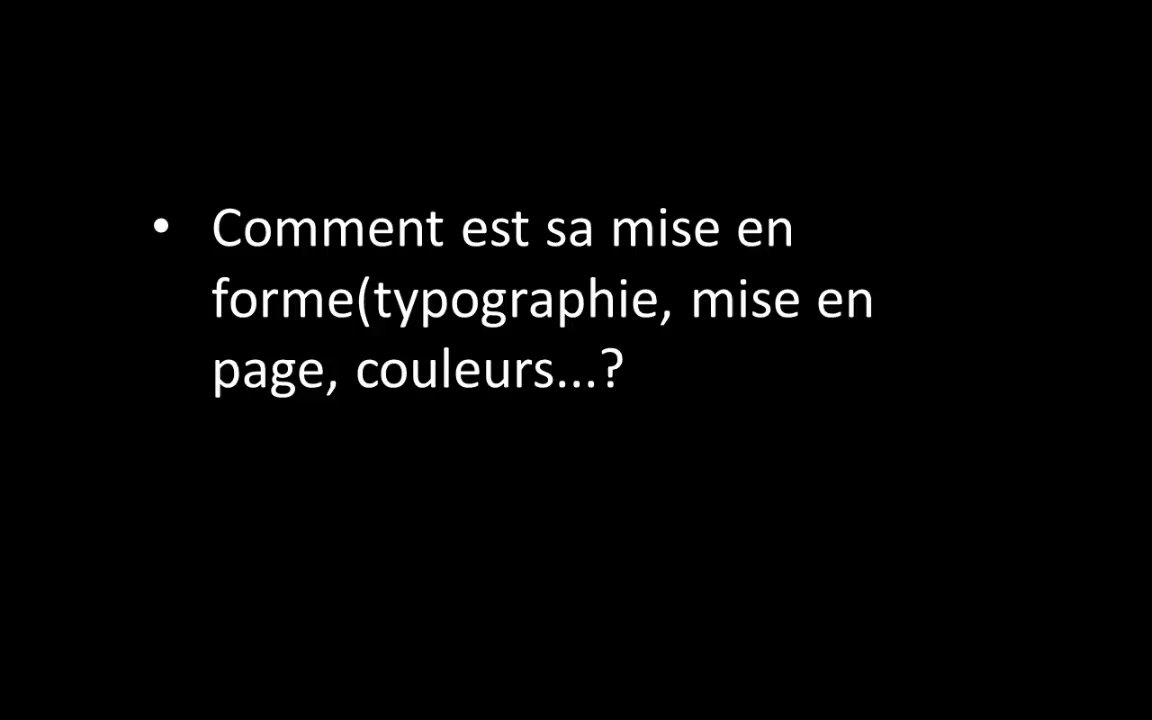 • Comment est sa mise en
forme(typographie, mise en
page, couleurs...?